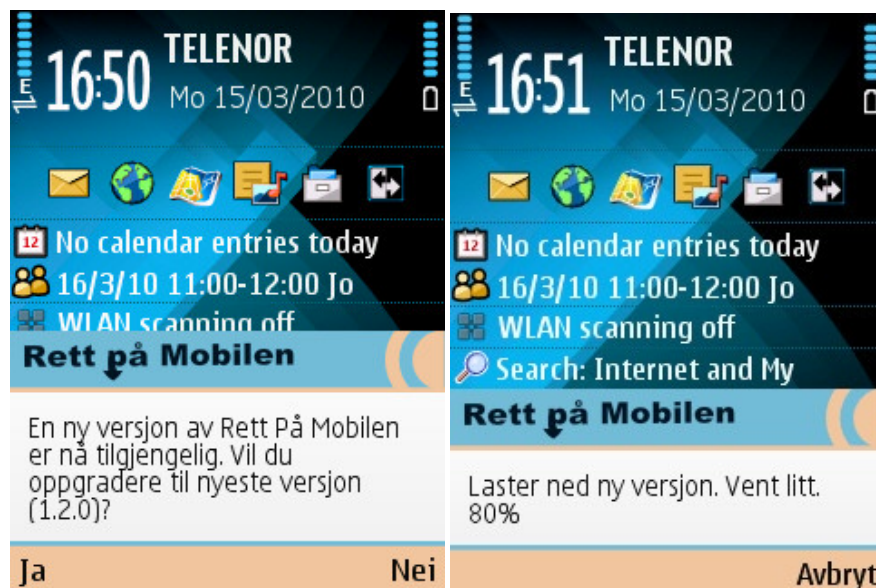 E
16:50
TELENOR
Mo 15/03/2010
12
No calendar entries today
16/3/10 11:00-12:00 Jo
WLAN scanning off
Rett på Mobilen
En ny versjon av Rett På Mobilen
er nå tilgjengelig. Vil du
oppgradere til nyeste versjon
(1.2.0)?
Ja
Nei
E
16:51
TELENOR
Mo 15/03/2010
12
No calendar entries today
16/3/10 11:00-12:00 Jo
WLAN scanning off
Search: Internet and My
Rett på Mobilen
Laster ned ny versjon. Vent litt.
80%
Avbryt